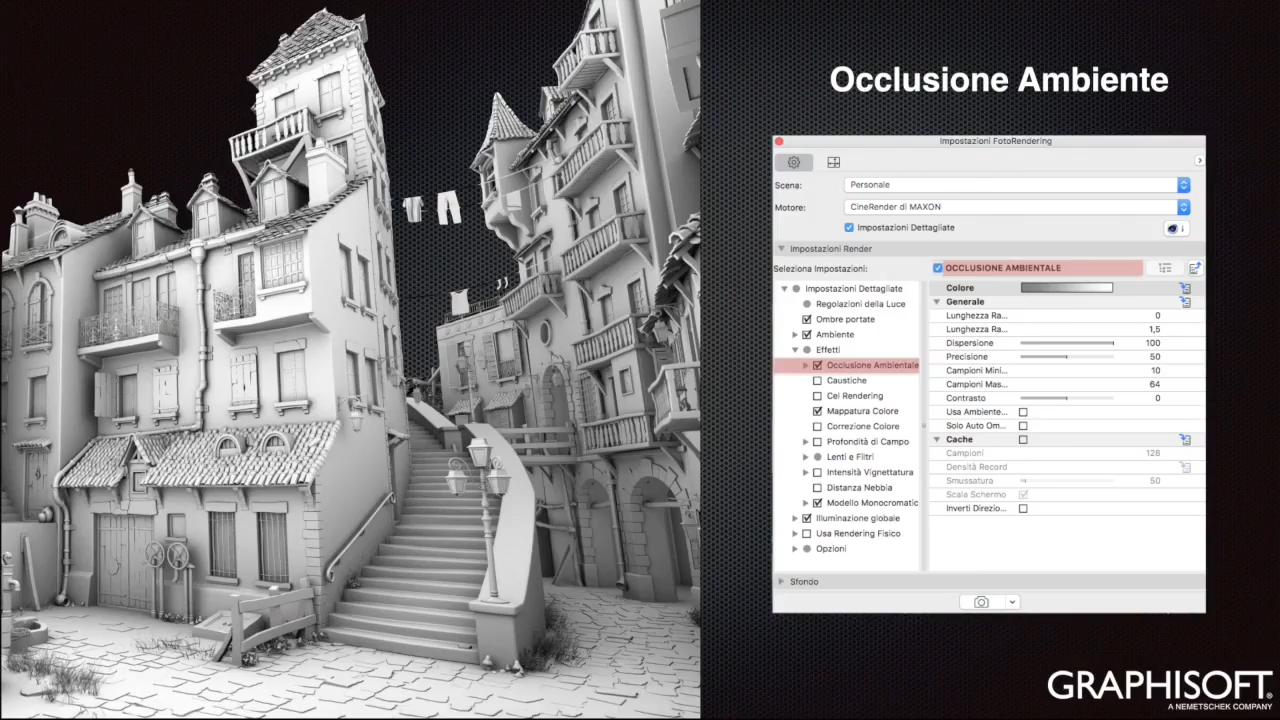 Occlusione Ambiente
Impostazioni FotoRendering
Scena:
Personale
Motore:
CineRender di MAXON
Impostazioni Dettagliate
i
Impostazioni Render
Seleziona Impostazioni:
OCCLUSIONE AMBIENTALE
Impostazioni Dettagliate
Regolazioni della Luce
Ombre portate
Ambiente
Effetti
Occlusione Ambientale
Caustiche
Cel Rendering
Mappatura Colore
Correzione Colore
Profondità di Campo
Lenti e Filtri
Intensità Vignettatura
Distanza Nebbia
Modello Monocromatic
Illuminazione globale
Usa Rendering Fisico
Opzioni
Colore
Generale
Lunghezza Ra... 0
Lunghezza Ra... 1,5
Dispersione 100
Precisione 50
Campioni Mini... 10
Campioni Mas... 64
Contrasto 0
Usa Ambiente...
Solo Auto Om...
Cache
Campioni 128
Densità Record
Smussatura 50
Scala Schermo
Inverti Direzio...
Sfondo
GRAPHISOFT®
A NEMETSCHEK COMPANY